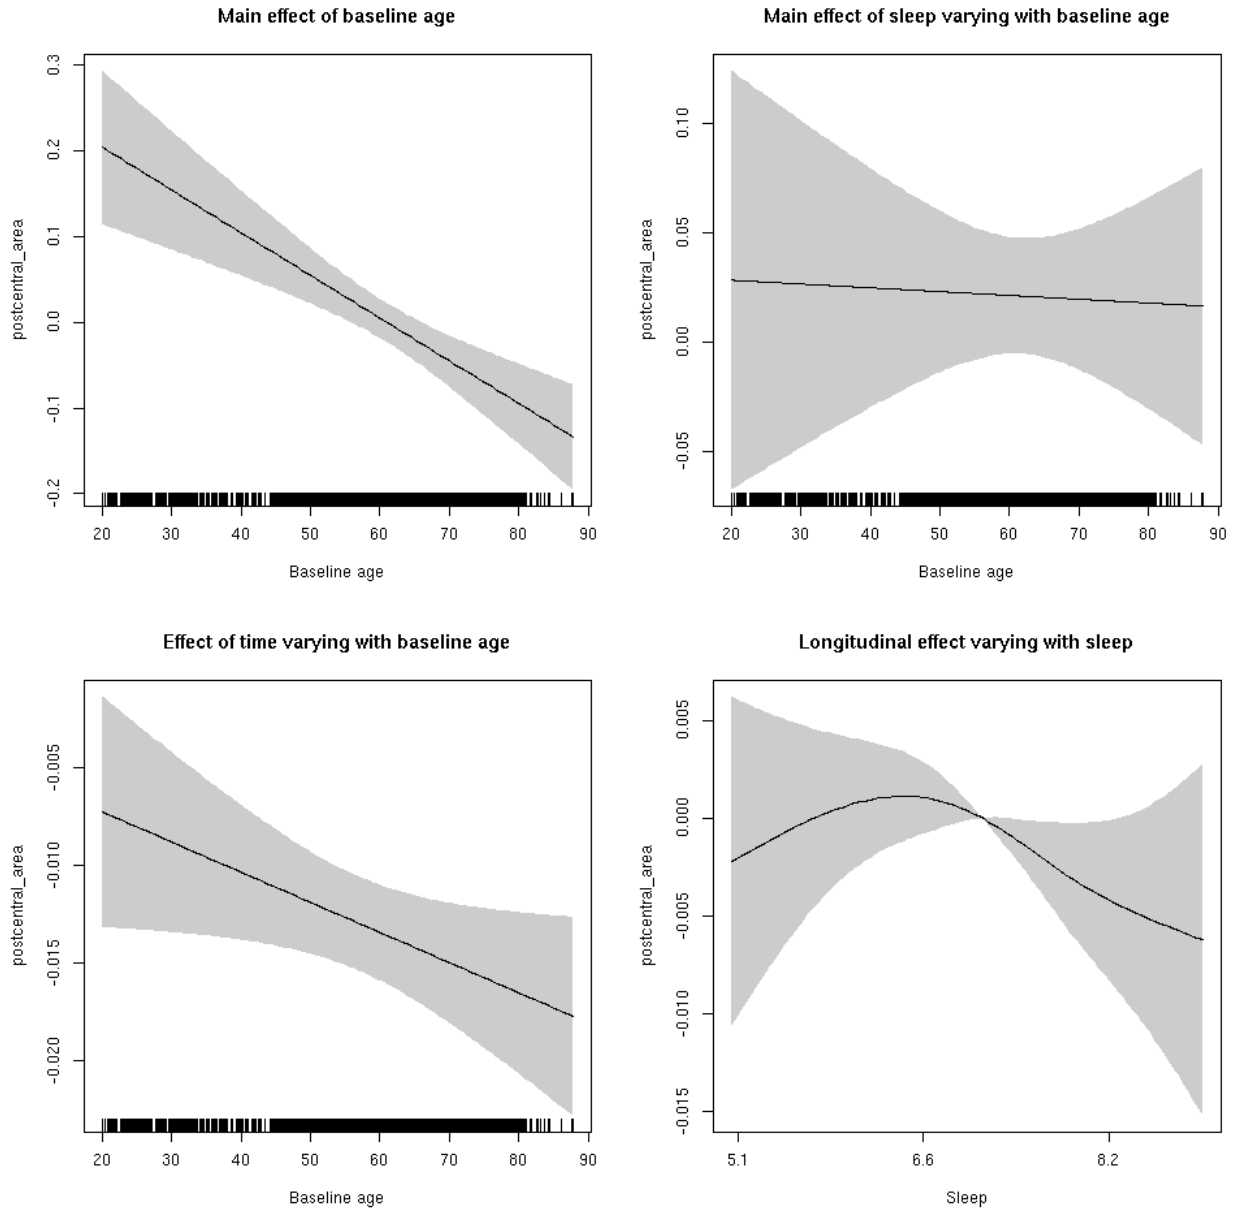 Main effect of baseline age
postcentral_area
0.3
0.2
0.1
0.0
-0.1
-0.2
20 30 40 50 60 70 80 90
Baseline age
Main effect of sleep varying with baseline age
postcentral_area
0.10
0.05
0.00
-0.05
20 30 40 50 60 70 80 90
Baseline age
Effect of time varying with baseline age
postcentral_area
-0.005
-0.010
-0.015
-0.020
20 30 40 50 60 70 80 90
Baseline age
Longitudinal effect varying with sleep
postcentral_area
0.005
0.000
-0.005
-0.010
-0.015
5.1 6.6 8.2
Sleep